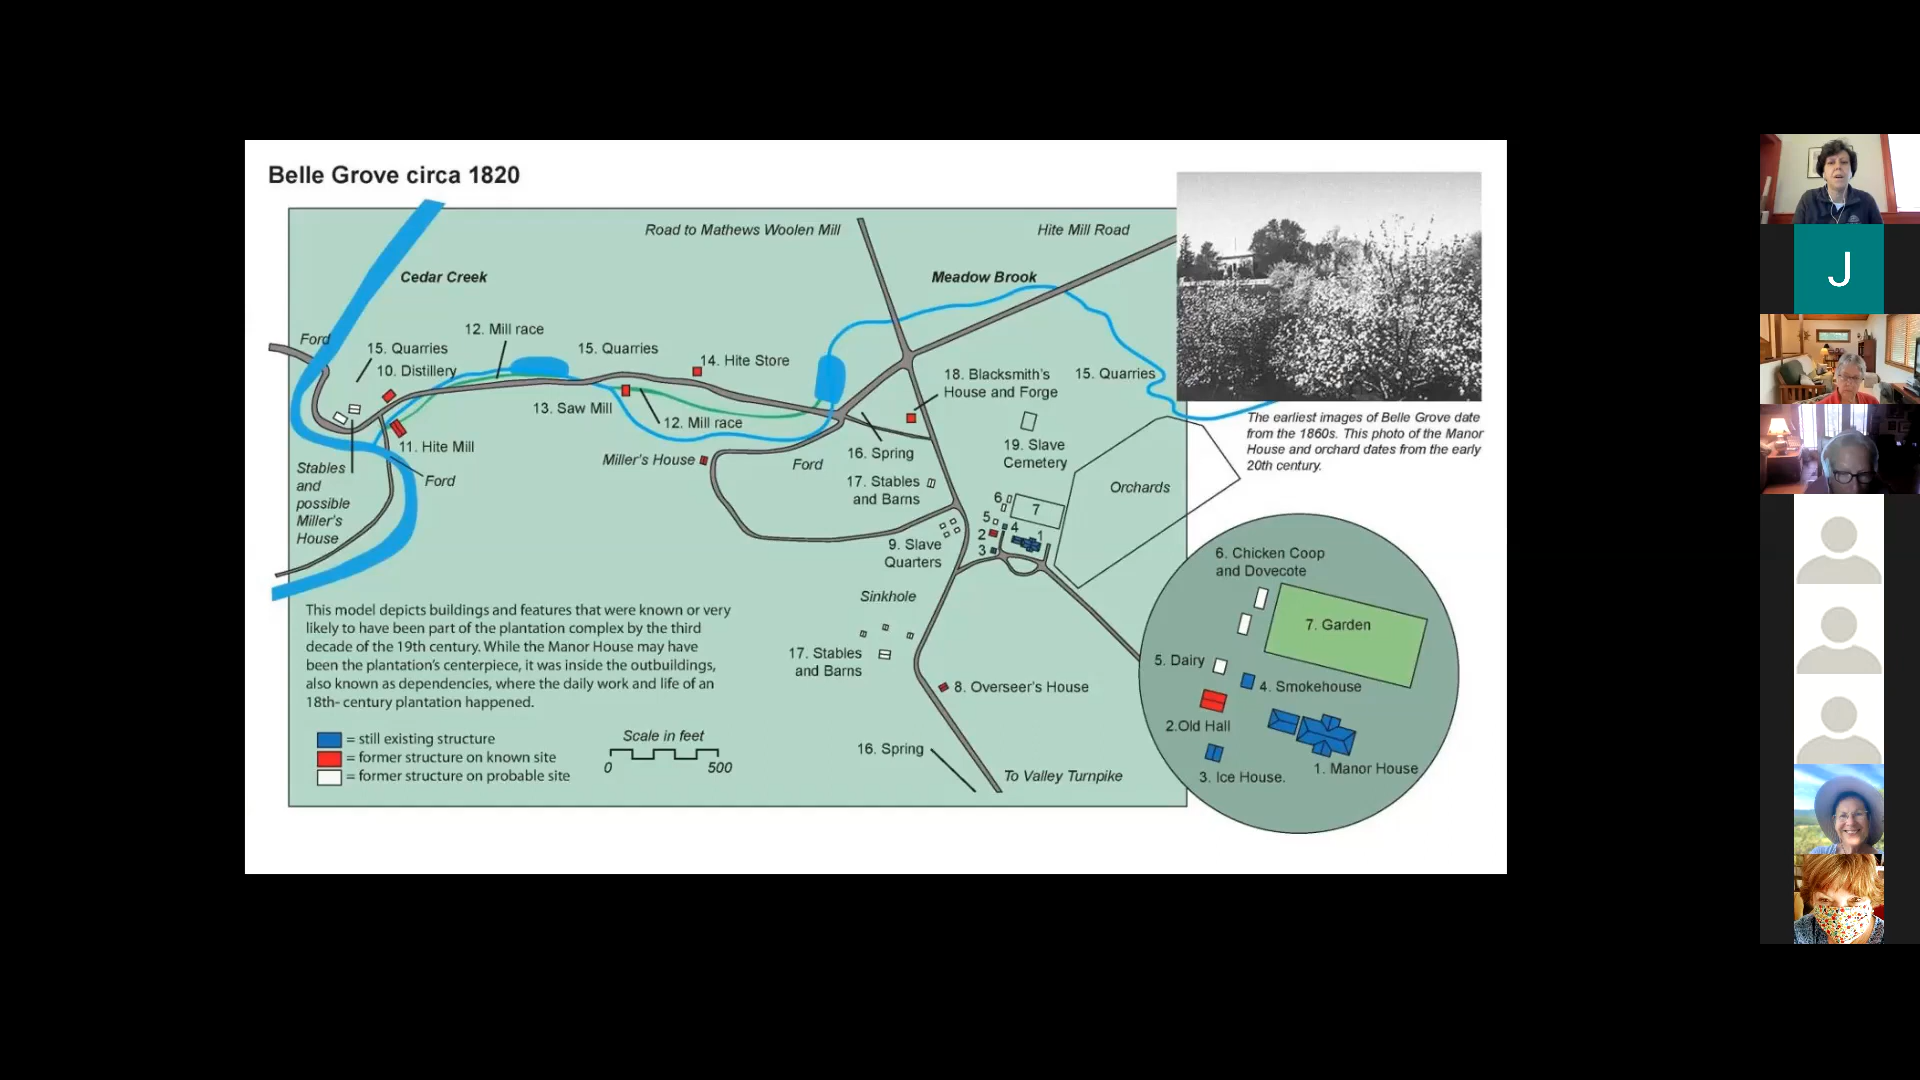 Belle Grove circa 1820
Road to Mathews Woolen Mill
Hite Mill Road
Cedar Creek
Meadow Brook
Ford
12. Mill race
15. Quarries
10. Distillery
15. Quarries
14. Hite Store
18. Blacksmith's
House and Forge
15. Quarries
13. Saw Mill
12. Mill race
11. Hite Mill
Miller's House
Ford
16. Spring
19. Slave
Cemetery
Stables
and
possible
Miller's
House
Ford
17. Stables
and Barns
Orchards
6
7
5
4
2
1
3
9. Slave
Quarters
Sinkhole
17. Stables
and Barns
8. Overseer's House
16. Spring
To Valley Turnpike
The earliest images of Belle Grove date
from the 1860s. This photo of the Manor
House and orchard dates from the early
20th century.
6. Chicken Coop
and Dovecote
7. Garden
5. Dairy
4. Smokehouse
2.Old Hall
1. Manor House
3. Ice House.
This model depicts buildings and features that were known or very
likely to have been part of the plantation complex by the third
decade of the 19th century. While the Manor House may have
been the plantation's centerpiece, it was inside the outbuildings,
also known as dependencies, where the daily work and life of an
18th- century plantation happened.
= still existing structure
= former structure on known site
= former structure on probable site
Scale in feet
0 500
J